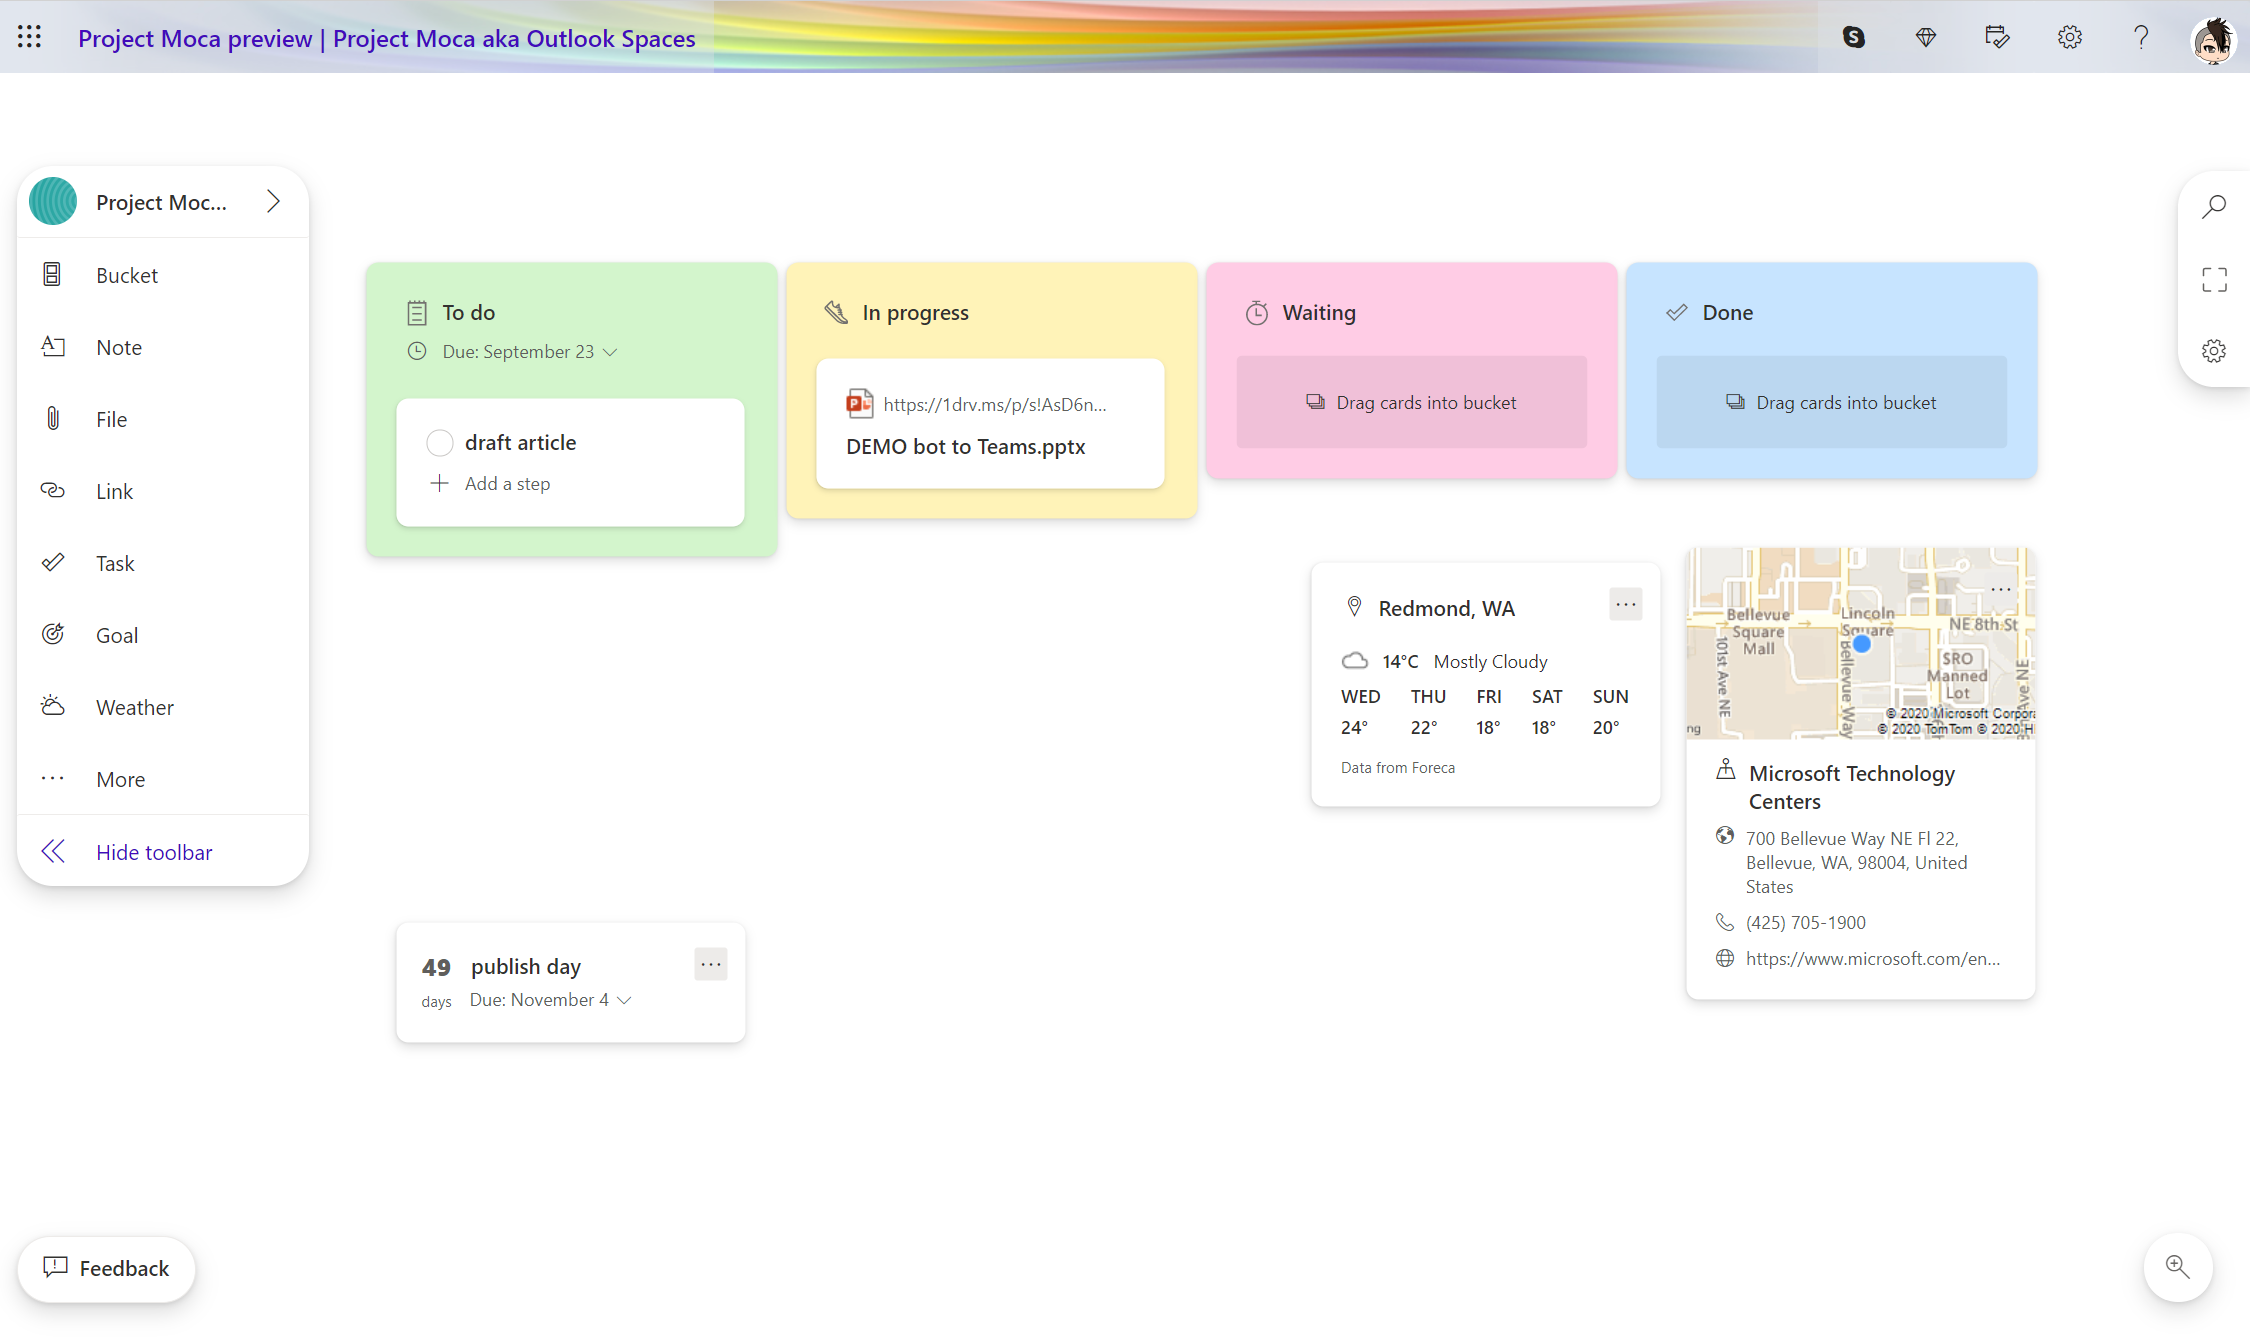 Project Moca preview | Project Moca aka Outlook Spaces
Project Moc...
Bucket
Note
File
Link
Task
Goal
Weather
More
Hide toolbar
To do
Due: September 23
draft article
Add a step
In progress
https://1drv.ms/p/s!AsD6n...
DEMO bot to Teams.pptx
Waiting
Drag cards into bucket
Done
Drag cards into bucket
Redmond, WA
14°C Mostly Cloudy
WED THU FRI SAT SUN
24° 22° 18° 18° 20°
Data from Foreca
Bellevue
Square
Mall
Lincoln
Square
NE 8th St
101st Ave NE
Bellevue Way
SRO
Manned
Lot
Ave NE
ng
© 2020 Microsoft Corpora
© 2020 TomTom © 2020 H
Microsoft Technology
Centers
700 Bellevue Way NE Fl 22,
Bellevue, WA, 98004, United
States
(425) 705-1900
https://www.microsoft.com/en...
49 publish day
days Due: November 4
Feedback